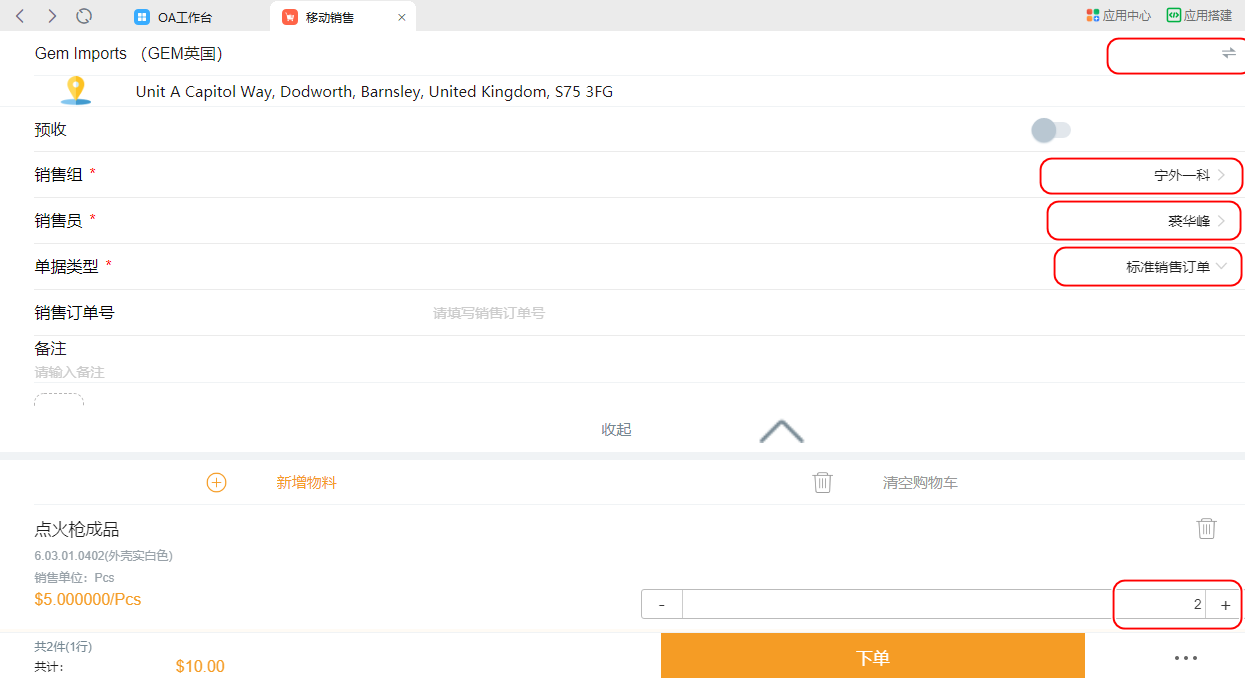 OA工作台 移动销售 × 应用中心 应用搭建
Gem Imports （GEM英国）
Unit A Capitol Way, Dodworth, Barnsley, United Kingdom, S75 3FG
预收
销售组 * 宁外一科
销售员 * 裘华峰
单据类型 * 标准销售订单
销售订单号 请填写销售订单号
备注
请输入备注
收起
新增物料 清空购物车
点火枪成品
6.03.01.0402(外壳实白色)
销售单位：Pcs
$5.000000/Pcs
- 2 +
共2件(1行)
共计： $10.00
下单